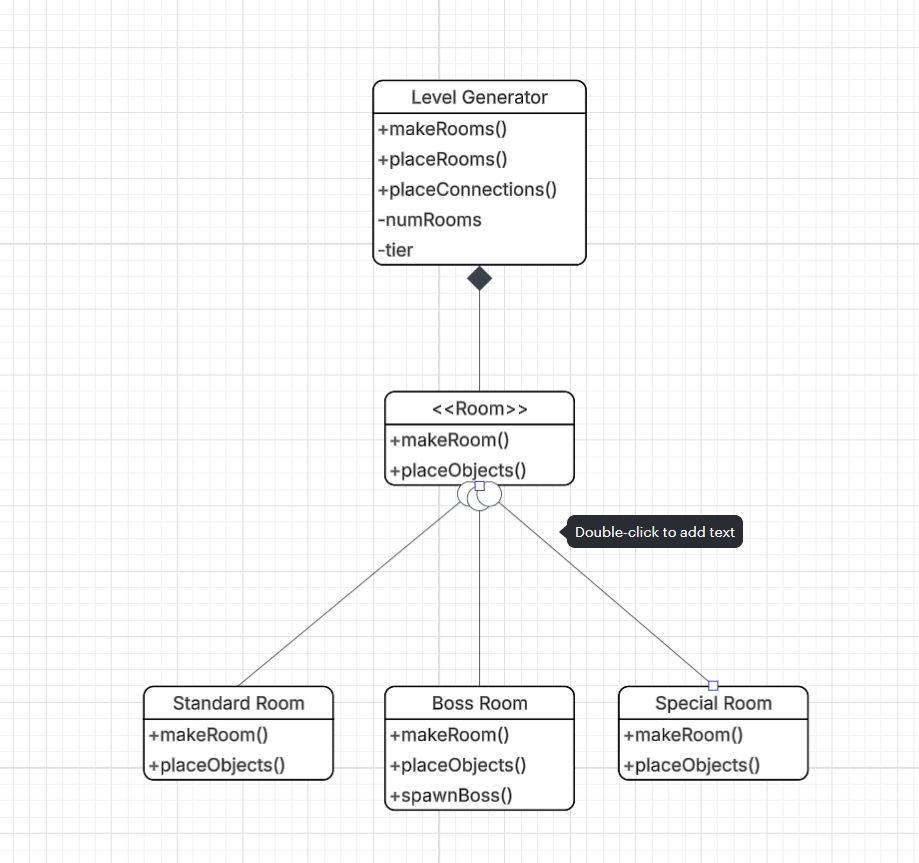 Level Generator
+makeRooms()
+placeRooms()
+placeConnections()
-numRooms
-tier
<<Room>>
+makeRoom()
+placeObjects()
Double-click to add text
Standard Room
+makeRoom()
+placeObjects()
Boss Room
+makeRoom()
+placeObjects()
+spawnBoss()
Special Room
+makeRoom()
+placeObjects()